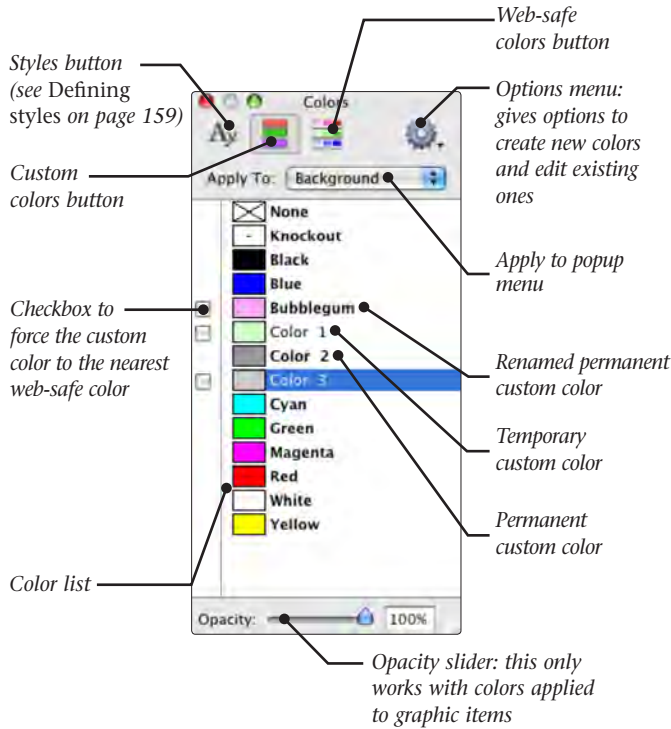 Web-safe
colors button
Styles button
(see Defining
styles on page 159)
Custom
colors button
Options menu:
gives options to
create new colors
and edit existing
ones
Colors
Ay
Apply To: Background
None
Knockout
Black
Blue
Bubblegum
Color 1
Color 2
Color 3
Cyan
Green
Magenta
Red
White
Yellow
Opacity: 100%
Apply to popup
menu
Checkbox to
force the custom
color to the nearest
web-safe color
Renamed permanent
custom color
Temporary
custom color
Permanent
custom color
Color list
Opacity slider: this only
works with colors applied
to graphic items